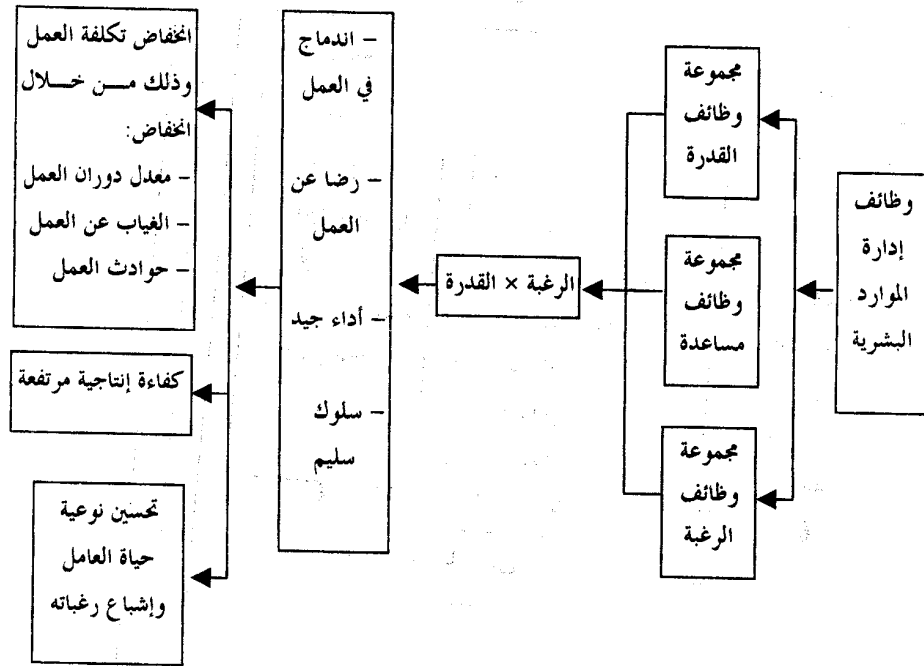 وظائف
إدارة
الموارد
البشرية
مجموعة
وظائف
القدرة
مجموعة
وظائف
مساعدة
مجموعة
وظائف
الرغبة
الرغبة × القدرة
– اندماج
في العمل
– رضا عن
العمل
– أداء جيد
– سلوك
سليم
انخفاض تكلفة العمل
وذلك مـــن خـــلال
انخفاض:
– معدل دوران العمل
– الغياب عن العمل
– حوادث العمل
كفاءة إنتاجية مرتفعة
تحسين نوعية
حياة العامل
وإشباع رغباته